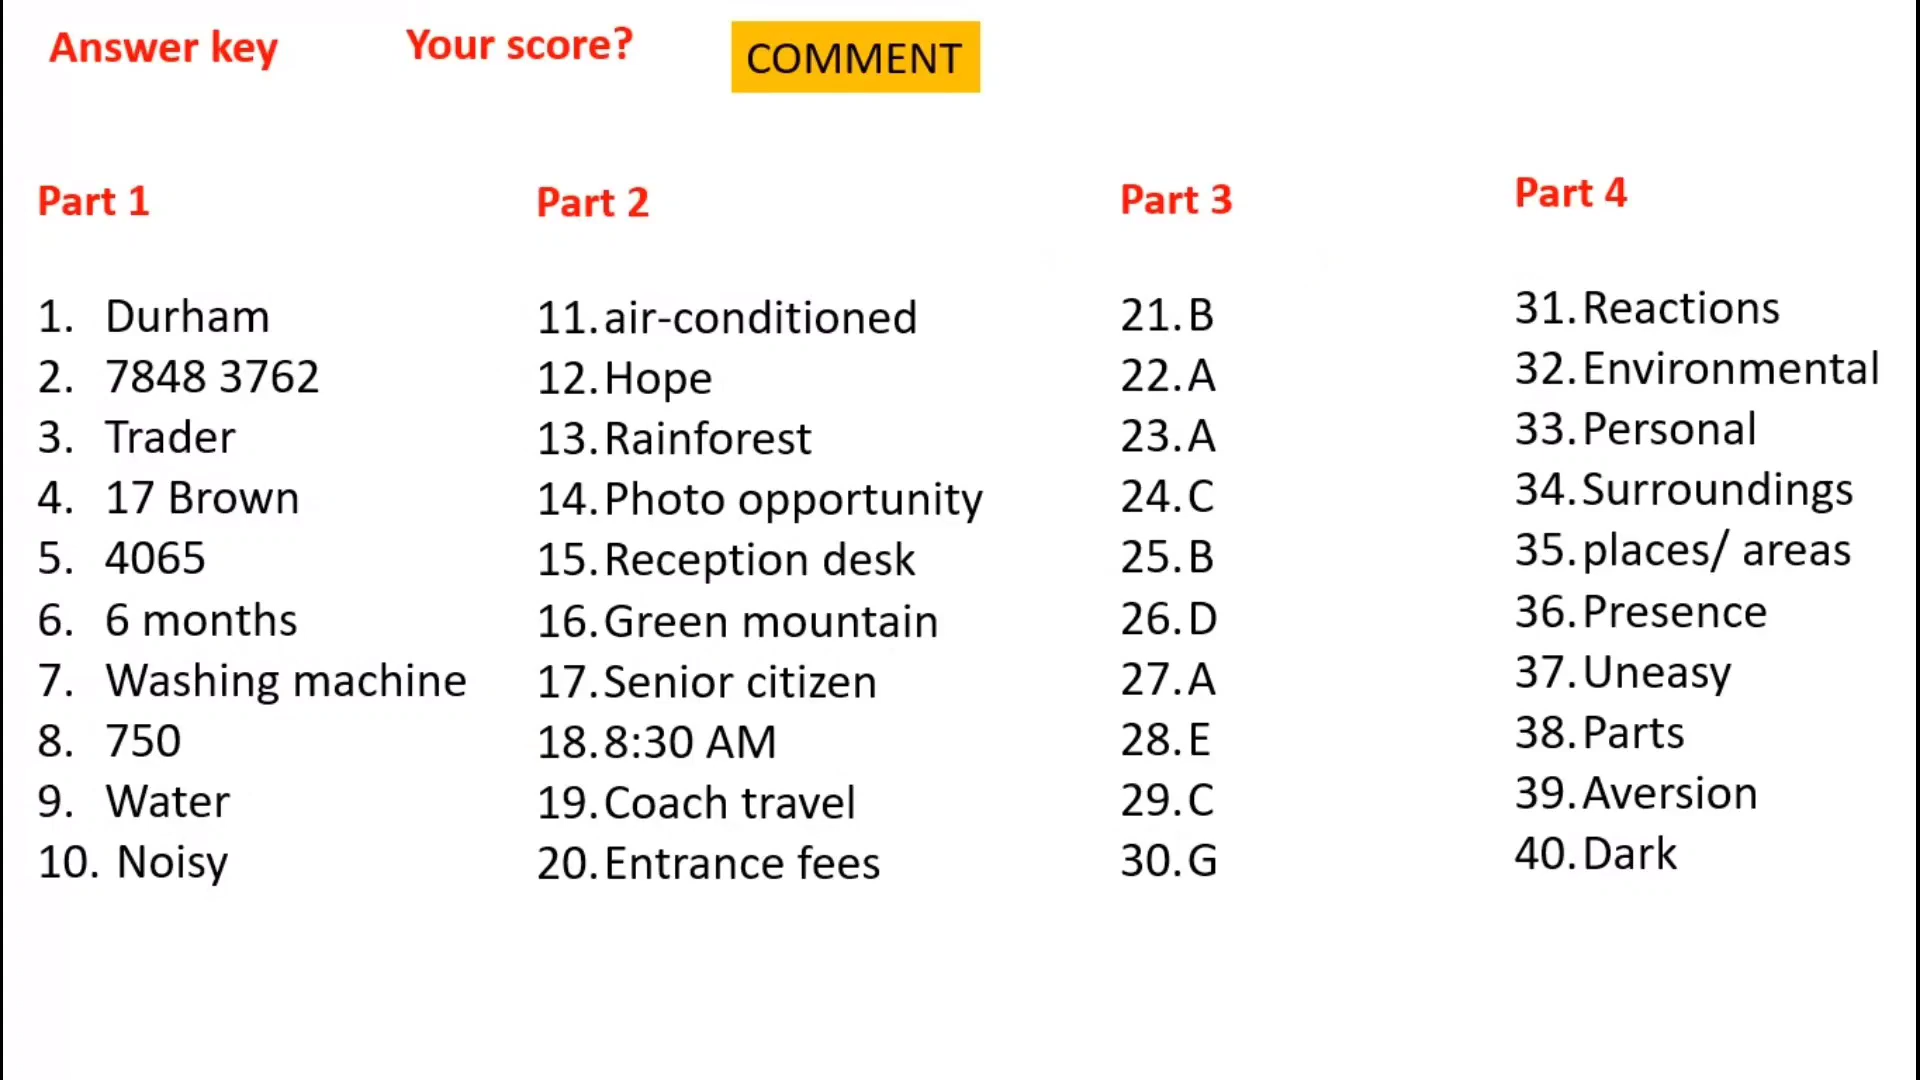 Answer key
Your score?
COMMENT
Part 1
1. Durham
2. 7848 3762
3. Trader
4. 17 Brown
5. 4065
6. 6 months
7. Washing machine
8. 750
9. Water
10. Noisy
Part 2
11. air-conditioned
12. Hope
13. Rainforest
14. Photo opportunity
15. Reception desk
16. Green mountain
17. Senior citizen
18. 8:30 AM
19. Coach travel
20. Entrance fees
Part 3
21. B
22. A
23. A
24. C
25. B
26. D
27. A
28. E
29. C
30. G
Part 4
31. Reactions
32. Environmental
33. Personal
34. Surroundings
35. places/ areas
36. Presence
37. Uneasy
38. Parts
39. Aversion
40. Dark